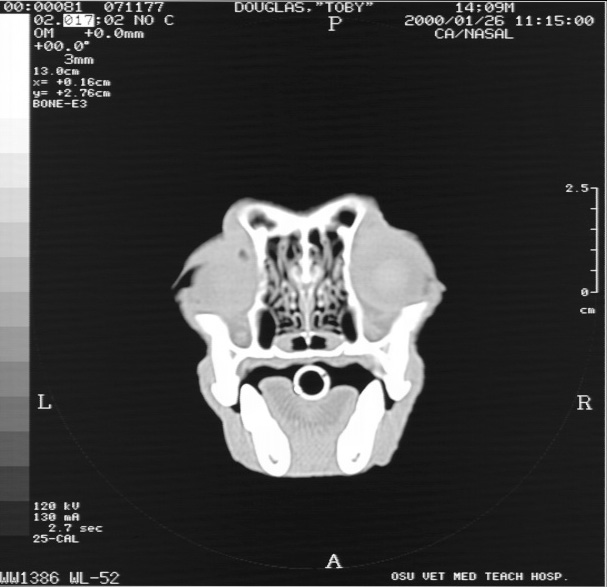 00:00081 071177 DOUGLAS,"TOBY" 14;09M
02.017;02 NO C P 2000/01/26 11:15:00
OM +0.0mm CA/NASAL
+00.0°
3mm
13.0cm
x= +0.16cm
y= +2.76cm
BONE-E3
2.5
0
cm
L R
120 kV
130 mA
2.7 sec
25-CAL
A
WW1386 WL-52 OSU VET MED TEACH HOSP.